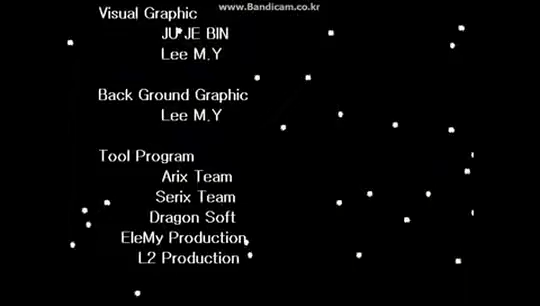 www.Bandicam.co.kr
Visual Graphic
JU JE BIN
Lee M.Y
Back Ground Graphic
Lee M.Y
Tool Program
Arix Team
Serix Team
Dragon Soft
EleMy Production
L2 Production